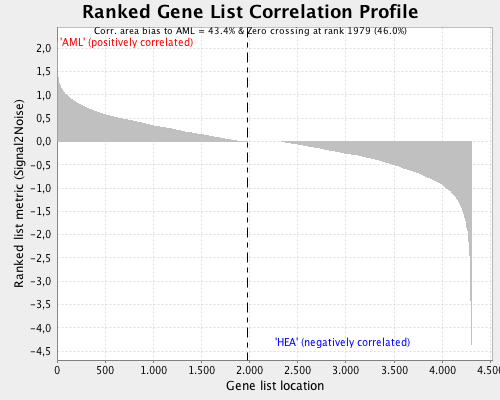 Ranked Gene List Correlation Profile
Corr. area bias to AML = 43.4% & Zero crossing at rank 1979 (46.0%)
'AML' (positively correlated)
2,0
1,5
1,0
0,5
0,0
-0,5
-1,0
-1,5
-2,0
-2,5
-3,0
-3,5
-4,0
-4,5
Ranked list metric (Signal2Noise)
'HEA' (negatively correlated)
0 500 1.000 1.500 2.000 2.500 3.000 3.500 4.000 4.500
Gene list location